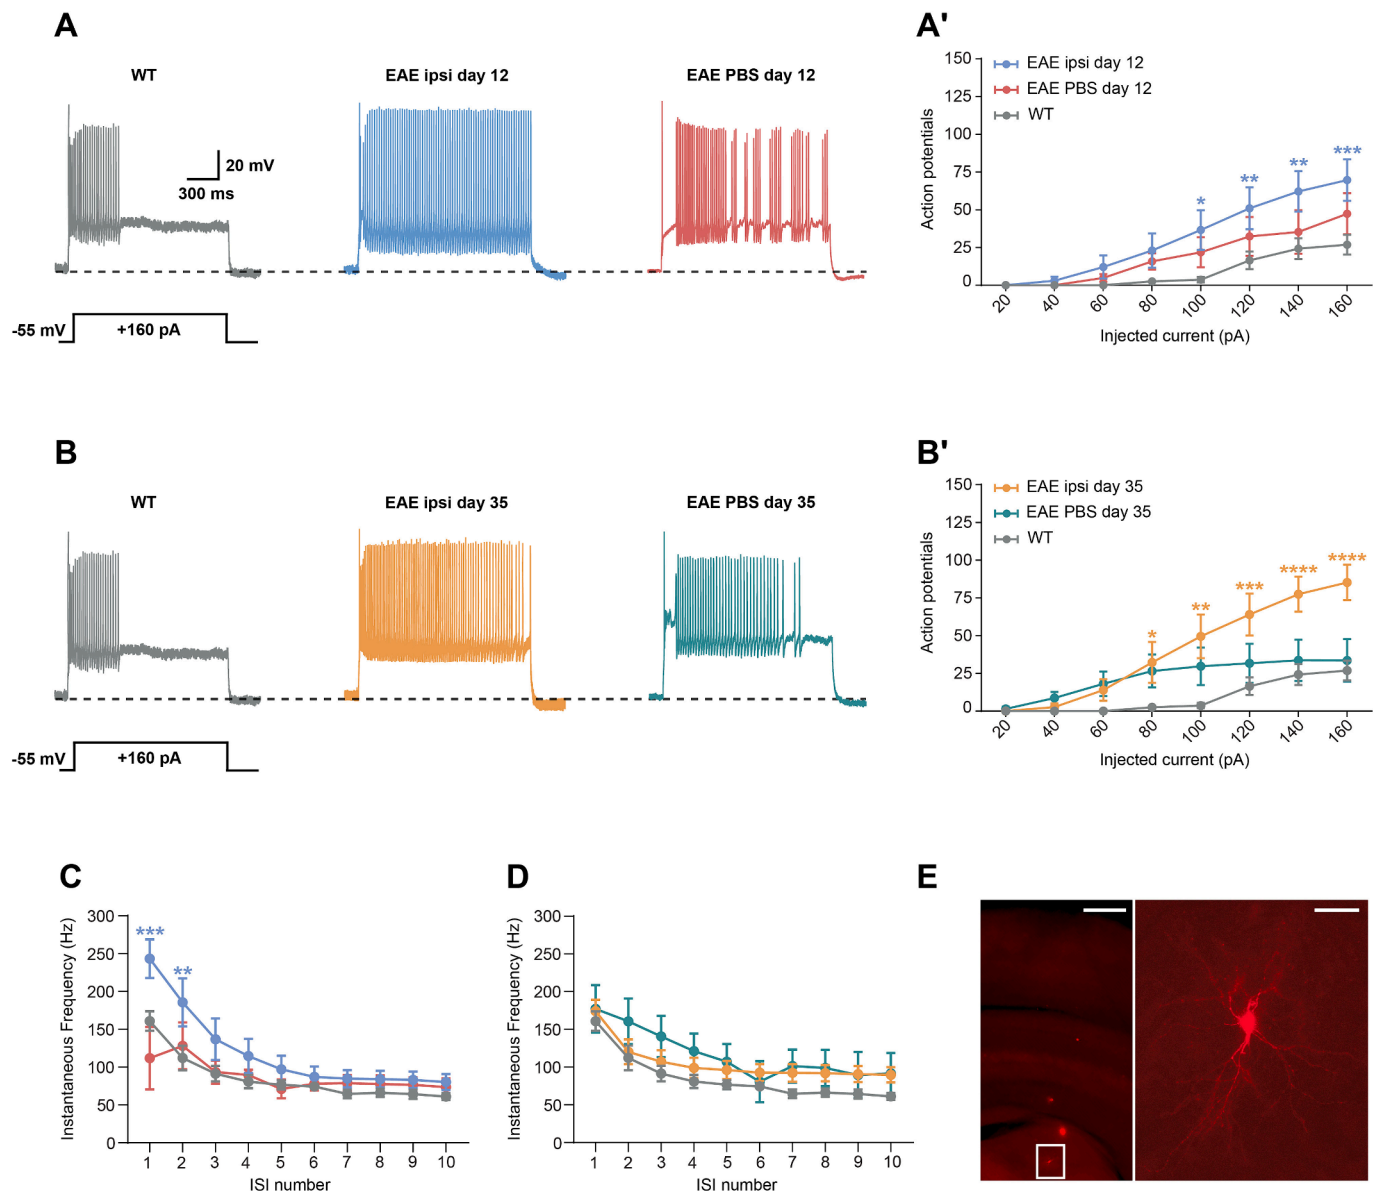 A
WT
EAE ipsi day 12
EAE PBS day 12
20 mV
300 ms
-55 mV
+160 pA
A'
150
125
100
75
50
25
0
Action potentials
EAE ipsi day 12
EAE PBS day 12
WT
*
**
**
***
20
40
60
80
100
120
140
160
Injected current (pA)
B
WT
EAE ipsi day 35
EAE PBS day 35
-55 mV
+160 pA
B'
150
125
100
75
50
25
0
Action potentials
EAE ipsi day 35
EAE PBS day 35
WT
*
**
***
****
****
20
40
60
80
100
120
140
160
Injected current (pA)
C
300
250
200
150
100
50
0
Instantaneous Frequency (Hz)
***
**
1 2 3 4 5 6 7 8 9 10
ISI number
D
300
250
200
150
100
50
0
Instantaneous Frequency (Hz)
1 2 3 4 5 6 7 8 9 10
ISI number
E